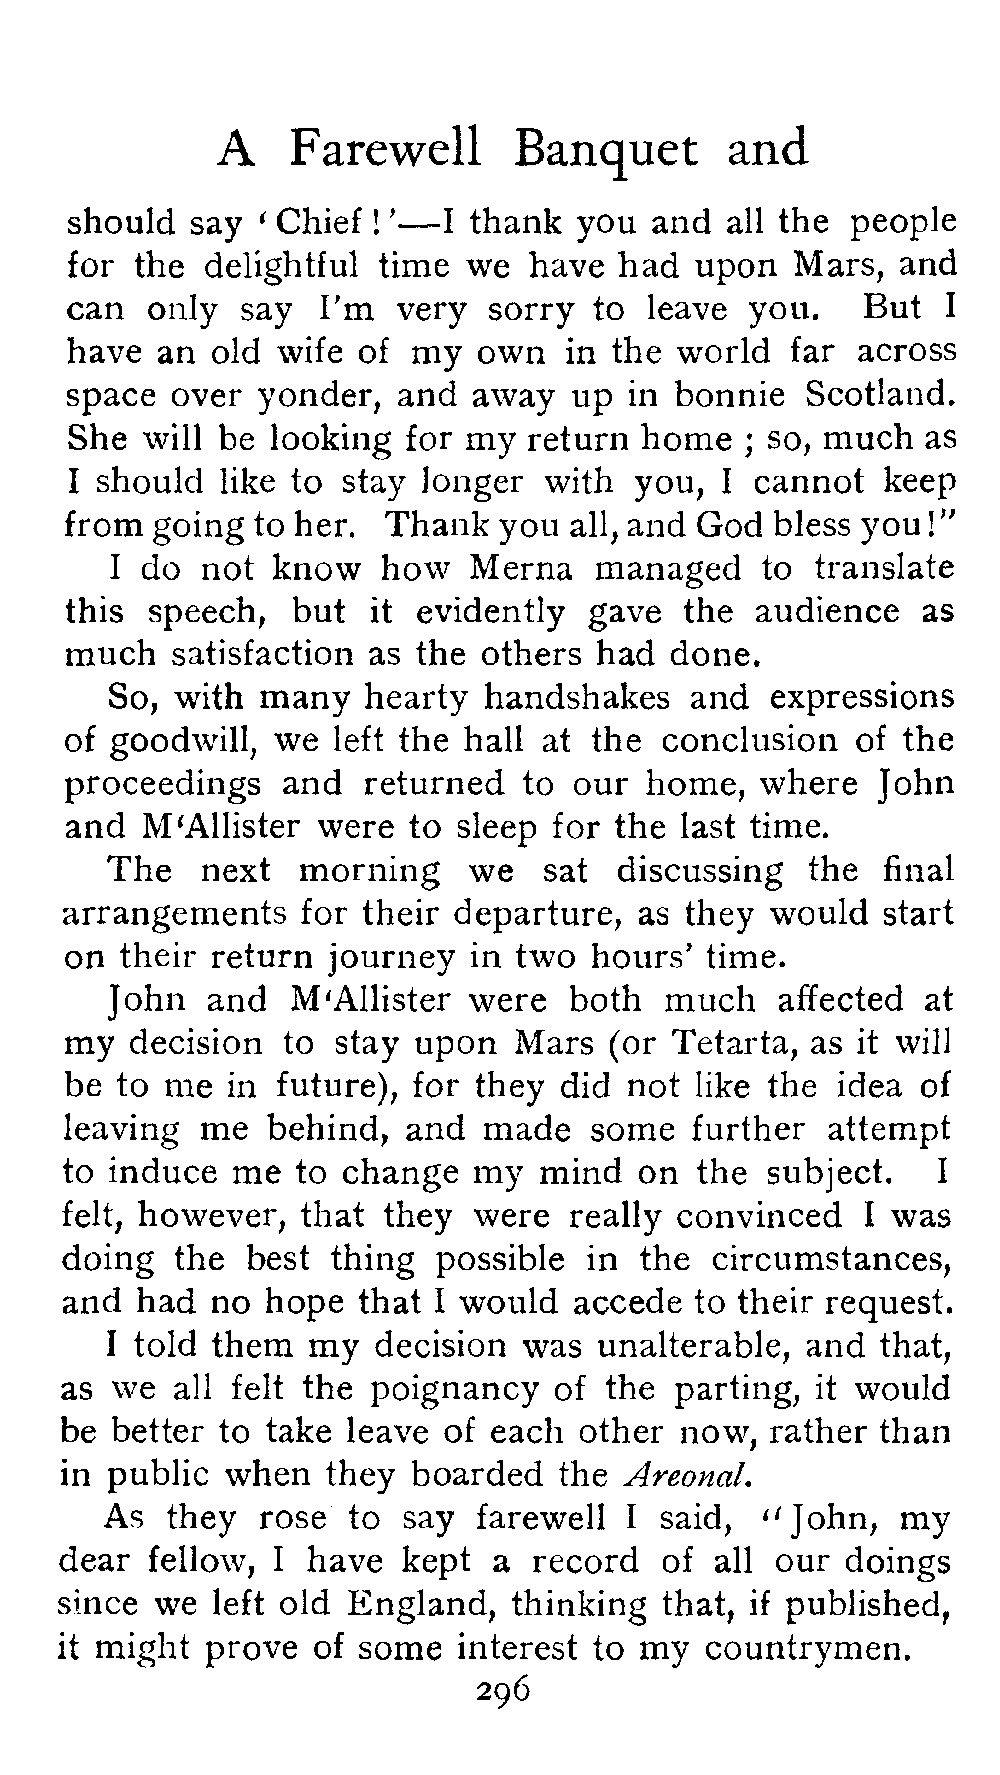 A Farewell Banquet and
should say ‘Chief!’—I thank you and all the people
for the delightful time we have had upon Mars, and
can only say I’m very sorry to leave you. But I
have an old wife of my own in the world far across
space over yonder, and away up in bonnie Scotland.
She will be looking for my return home ; so, much as
I should like to stay longer with you, I cannot keep
from going to her. Thank you all, and God bless you!”
I do not know how Merna managed to translate
this speech, but it evidently gave the audience as
much satisfaction as the others had done.
So, with many hearty handshakes and expressions
of goodwill, we left the hall at the conclusion of the
proceedings and returned to our home, where John
and M‘Allister were to sleep for the last time.
The next morning we sat discussing the final
arrangements for their departure, as they would start
on their return journey in two hours’ time.
John and M‘Allister were both much affected at
my decision to stay upon Mars (or Tetarta, as it will
be to me in future), for they did not like the idea of
leaving me behind, and made some further attempt
to induce me to change my mind on the subject. I
felt, however, that they were really convinced I was
doing the best thing possible in the circumstances,
and had no hope that I would accede to their request.
I told them my decision was unalterable, and that,
as we all felt the poignancy of the parting, it would
be better to take leave of each other now, rather than
in public when they boarded the Areonal.
As they rose to say farewell I said, “John, my
dear fellow, I have kept a record of all our doings
since we left old England, thinking that, if published,
it might prove of some interest to my countrymen.
296